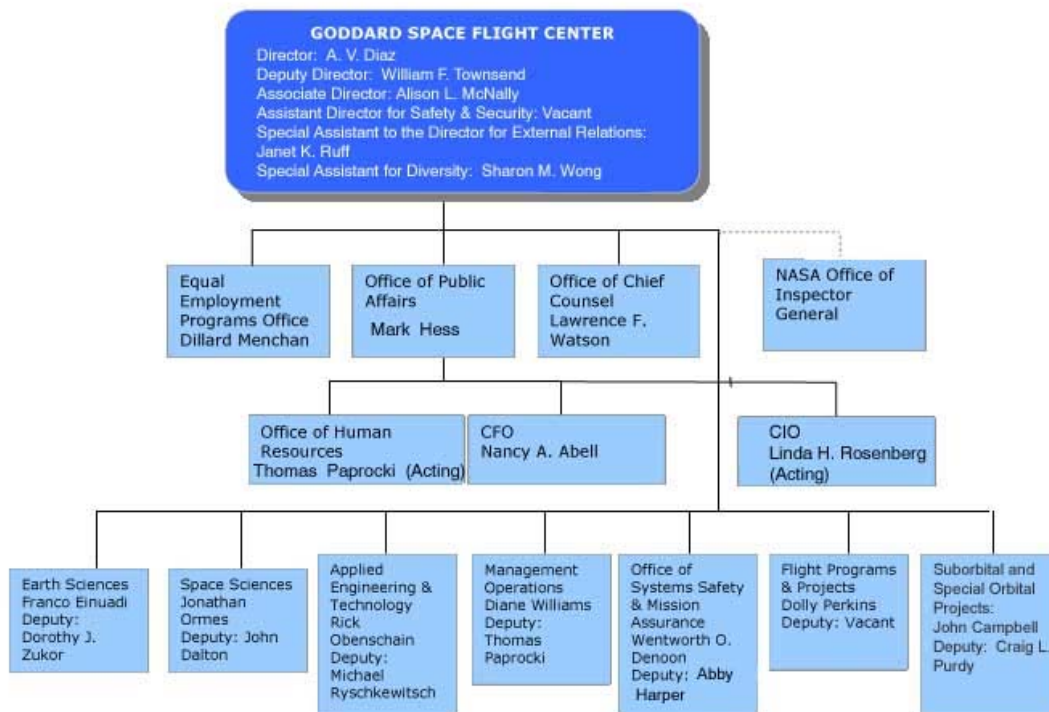 GODDARD SPACE FLIGHT CENTER
Director: A. V. Diaz
Deputy Director: William F. Townsend
Associate Director: Alison L. McNally
Assistant Director for Safety & Security: Vacant
Special Assistant to the Director for External Relations:
Janet K. Ruff
Special Assistant for Diversity: Sharon M. Wong
Equal
Employment
Programs Office
Dillard Menchan
Office of Public
Affairs
Mark Hess
Office of Chief
Counsel
Lawrence F.
Watson
NASA Office of
Inspector
General
Office of Human
Resources
Thomas Paprocki (Acting)
CFO
Nancy A. Abell
CIO
Linda H. Rosenberg
(Acting)
Earth Sciences
Franco Einuadi
Deputy:
Dorothy J.
Zukor
Space Sciences
Jonathan
Ormes
Deputy: John
Dalton
Applied
Engineering &
Technology
Rick
Obenschain
Deputy:
Michael
Ryschkewitsch
Management
Operations
Diane Williams
Deputy:
Thomas
Paprocki
Office of
Systems Safety
& Mission
Assurance
Wentworth O.
Denoon
Deputy: Abby
Harper
Flight Programs
& Projects
Dolly Perkins
Deputy: Vacant
Suborbital and
Special Orbital
Projects:
John Campbell
Deputy: Craig L.
Purdy